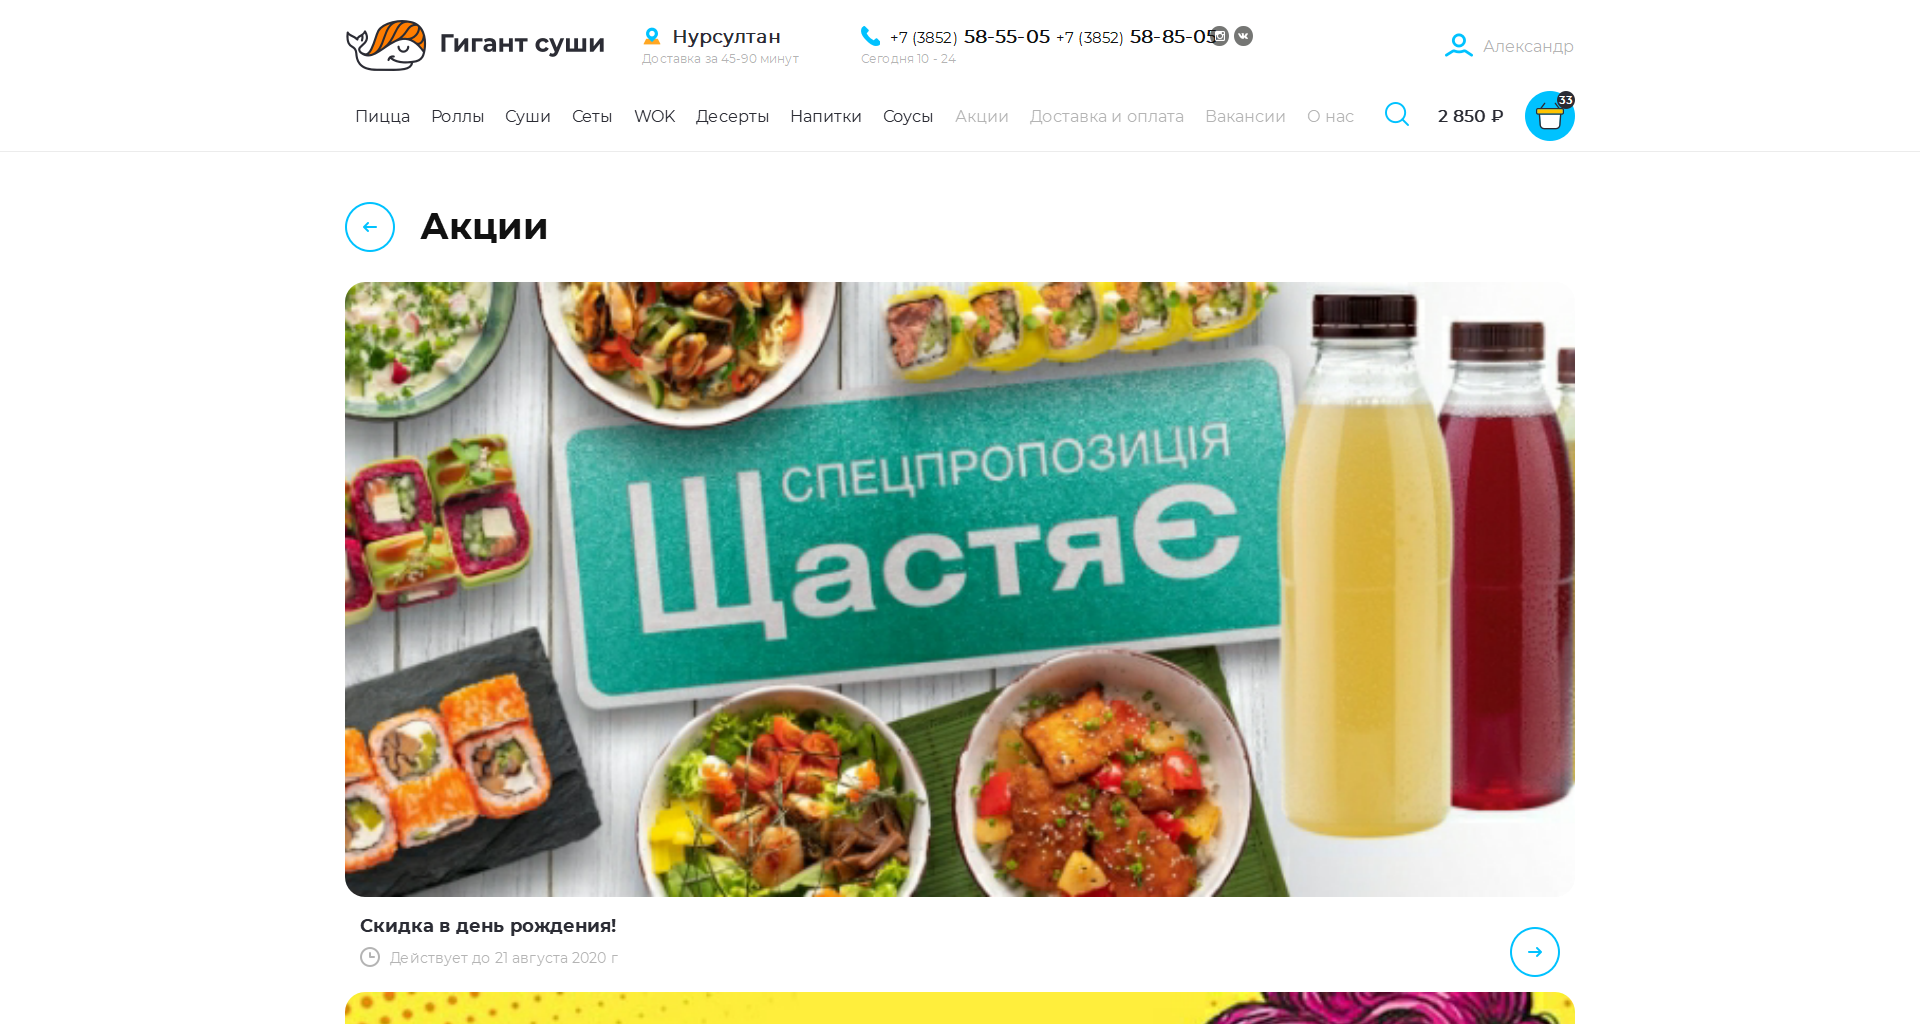 Гигант суши
Нурсултан
Доставка за 45-90 минут
+7 (3852) 58-55-05 +7 (3852) 58-85-05
Сегодня 10 - 24
Александр
Пицца Роллы Суши Сеты WOK Десерты Напитки Соусы Акции Доставка и оплата Вакансии О нас
2 850 ₽
33
Акции
СПЕЦПРОПОЗИЦІЯ
ЩастяЄ
Скидка в день рождения!
Действует до 21 августа 2020 г